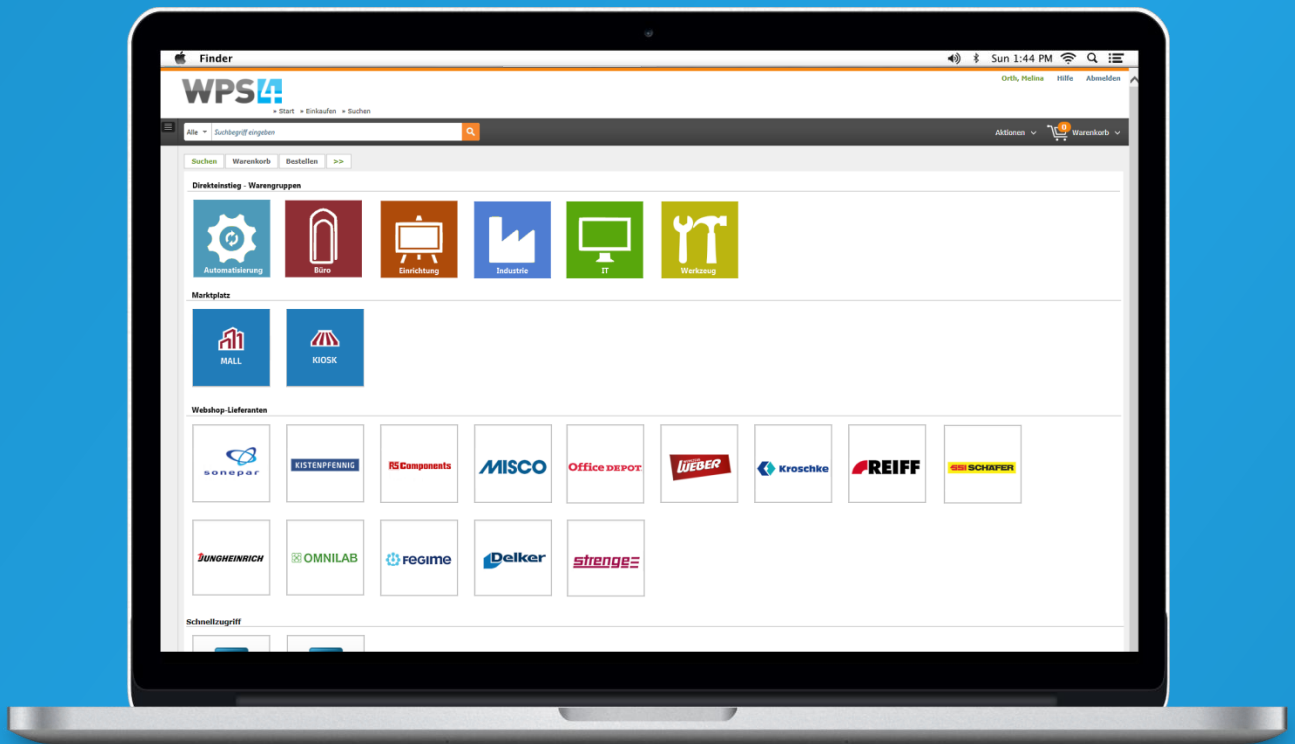 Finder
Sun 1:44 PM
Orth, Melina Hilfe Abmelden
WPS4
» Start » Einkaufen » Suchen
Alle Suchbegriff eingeben
Aktionen 0 Warenkorb
Suchen Warenkorb Bestellen >>
Direkteinstieg - Warengruppen
Automatisierung Büro Einrichtung Industrie IT Werkzeug
Marktplatz
MALL KIOSK
Webshop-Lieferanten
sonepar KISTENPFENNIG RS Components MISCO Office DEPOT WEBER Kroschke REIFF SSI SCHÄFER
JUNGHEINRICH OMNILAB FEGIME Delker strenge
Schnellzugriff